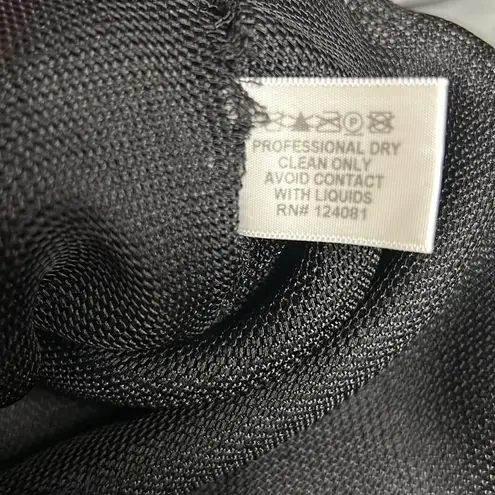 P
PROFESSIONAL DRY
CLEAN ONLY
AVOID CONTACT
WITH LIQUIDS
RN# 124081